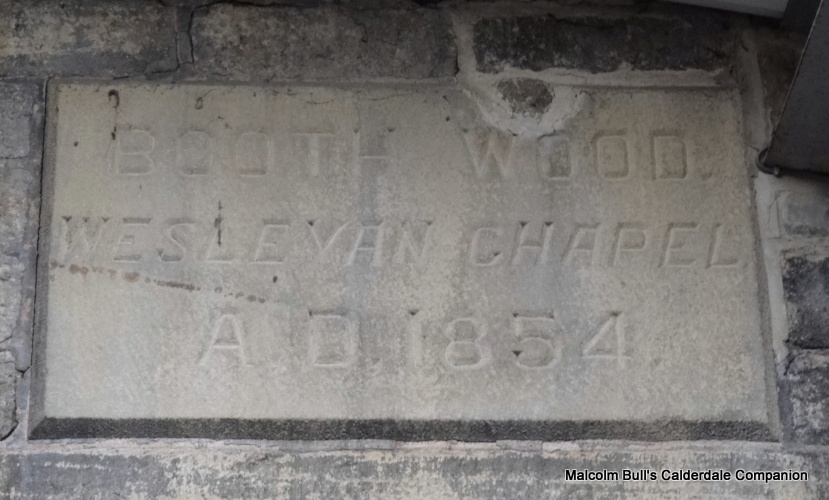 BOOTH WOOD
WESLEYAN CHAPEL
A.D. 1854.
Malcolm Bull's Calderdale Companion